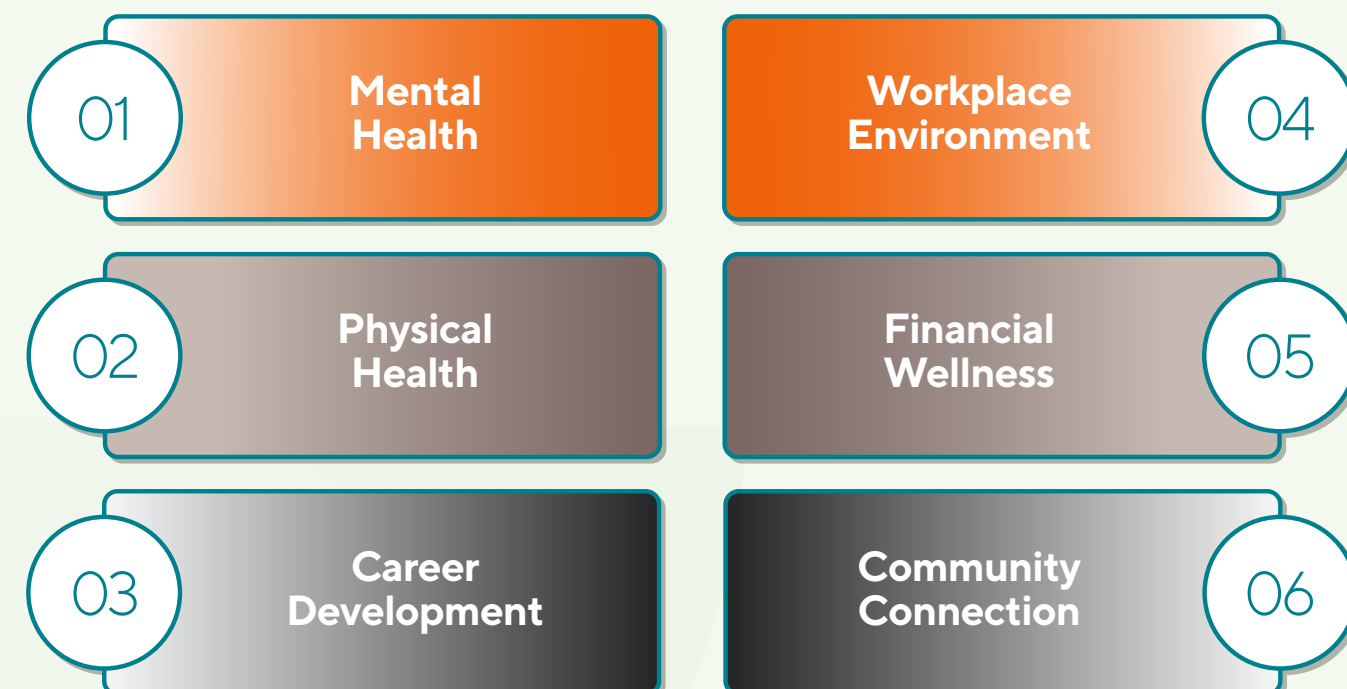 01
Mental
Health
02
Physical
Health
03
Career
Development
Workplace
Environment
04
Financial
Wellness
05
Community
Connection
06